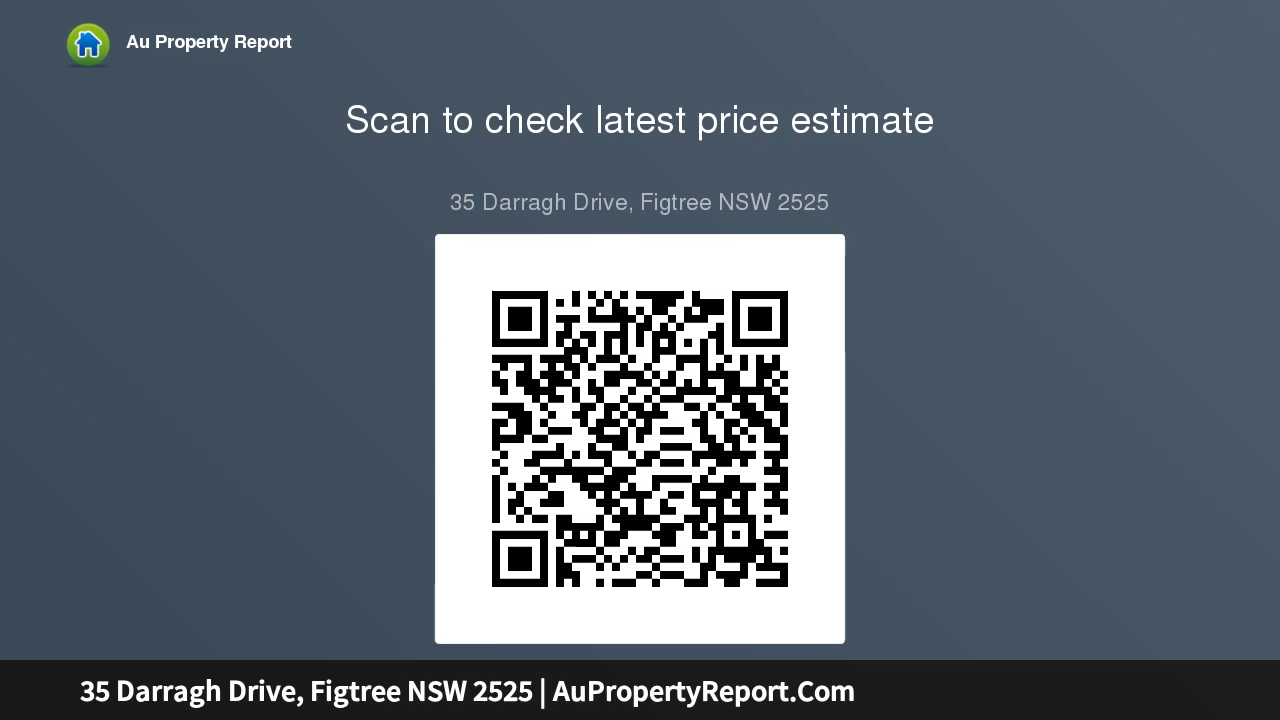 Au Property Report
Scan to check latest price estimate
35 Darragh Drive, Figtree NSW 2525
35 Darragh Drive, Figtree NSW 2525 | AuPropertyReport.Com